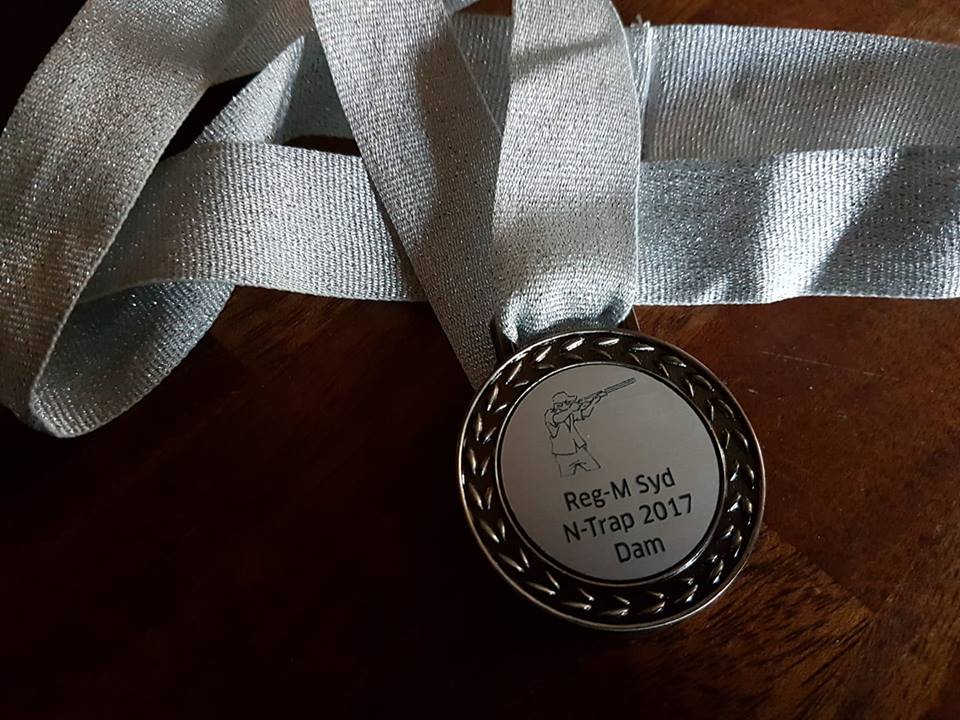 Reg-M Syd
N-Trap 2017
Dam